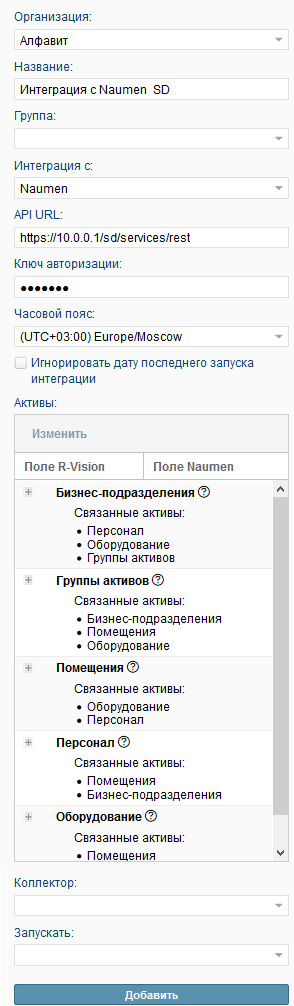 Организация:
Алфавит
Название:
Интеграция с Naumen SD
Группа:
Интеграция с:
Naumen
API URL:
https://10.0.0.1/sd/services/rest
Ключ авторизации:
●●●●●●●
Часовой пояс:
(UTC+03:00) Europe/Moscow
Игнорировать дату последнего запуска
интеграции
Активы:
Изменить
Поле R-Vision Поле Naumen
Бизнес-подразделения ?
Связанные активы:
• Персонал
• Оборудование
• Группы активов
Группы активов ?
Связанные активы:
• Бизнес-подразделения
• Помещения
• Оборудование
Помещения ?
Связанные активы:
• Оборудование
• Персонал
Персонал ?
Связанные активы:
• Помещения
• Бизнес-подразделения
Оборудование ?
Связанные активы:
• Помещения
Коллектор:
Запускать:
Добавить